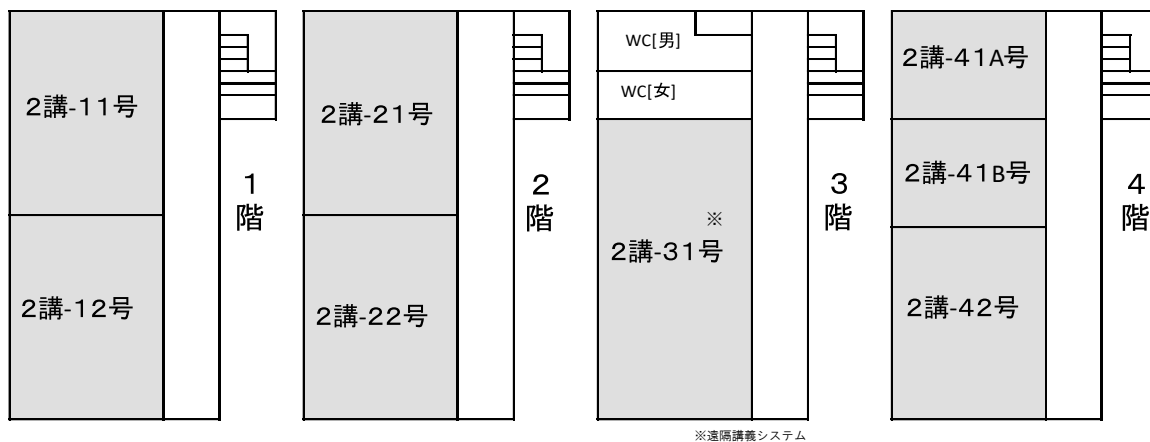 2講-11号
2講-12号
1階
2講-21号
2講-22号
2階
WC[男]
WC[女]
※
2講-31号
3階
※遠隔講義システム
2講-41A号
2講-41B号
2講-42号
4階